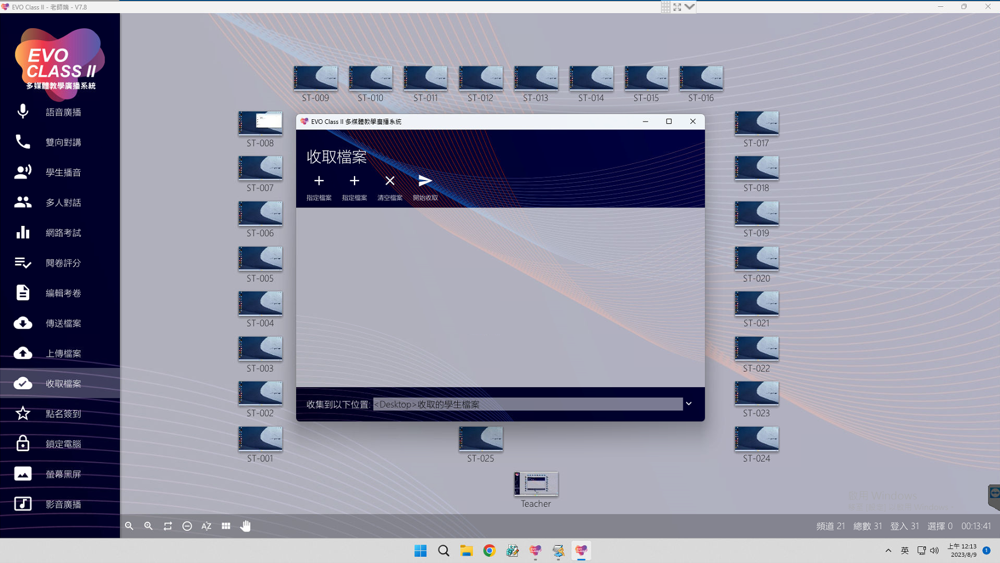 EVO Class II - 老師端 - V7.8
EVO
CLASS II
多媒體教學廣播系統
語音廣播
雙向對講
學生播音
多人對話
網路考試
閱卷評分
編輯考卷
傳送檔案
上傳檔案
收取檔案
點名簽到
鎖定電腦
螢幕黑屏
影音廣播
ST-009
ST-010
ST-011
ST-012
ST-013
ST-014
ST-015
ST-016
ST-008
ST-007
ST-006
ST-005
ST-004
ST-003
ST-002
ST-001
ST-017
ST-018
ST-019
ST-020
ST-021
ST-022
ST-023
ST-024
EVO Class II 多媒體教學廣播系統
收取檔案
指定檔案
指定檔案
清空檔案
開始收取
收集到以下位置: <Desktop>收取的學生檔案
ST-025
Teacher
啟用 Windows
AZ
頻道 21 總數 31 登入 31 選擇 0 00:13:41
英
上午 12:13
2023/8/9
1